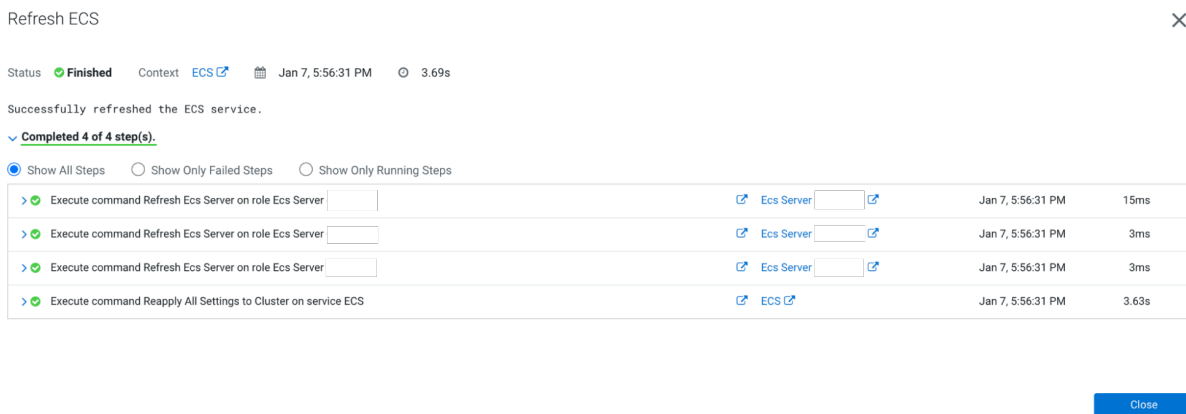 Refresh ECS
Status Finished Context ECS Jan 7, 5:56:31 PM 3.69s
Successfully refreshed the ECS service.
Completed 4 of 4 step(s).
Show All Steps Show Only Failed Steps Show Only Running Steps
Execute command Refresh Ecs Server on role Ecs Server Ecs Server Jan 7, 5:56:31 PM 15ms
Execute command Refresh Ecs Server on role Ecs Server Ecs Server Jan 7, 5:56:31 PM 3ms
Execute command Refresh Ecs Server on role Ecs Server Ecs Server Jan 7, 5:56:31 PM 3ms
Execute command Reapply All Settings to Cluster on service ECS ECS Jan 7, 5:56:31 PM 3.63s
Close